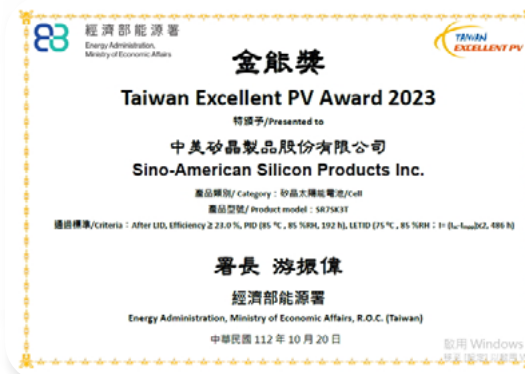 經濟部能源署
Energy Administration,
Ministry of Economic Affairs
TAIWAN
EXCELLENT PV
金能獎
Taiwan Excellent PV Award 2023
特頒予/Presented to
中美矽晶製品股份有限公司
Sino-American Silicon Products Inc.
產品類別/ Category：矽晶太陽能電池/Cell
產品型號/ Product model：SR7SK3T
通過標準/Criteria：After LID, Efficiency ≥ 23.0 %, PID (85 °C , 85 %RH, 192 h), LETID (75 °C , 85 %RH；I= (Isc-Impp)X2, 486 h)
署長 游振偉
經濟部能源署
Energy Administration, Ministry of Economic Affairs, R.O.C. (Taiwan)
中華民國 112 年 10 月 20 日
啟用 Windows